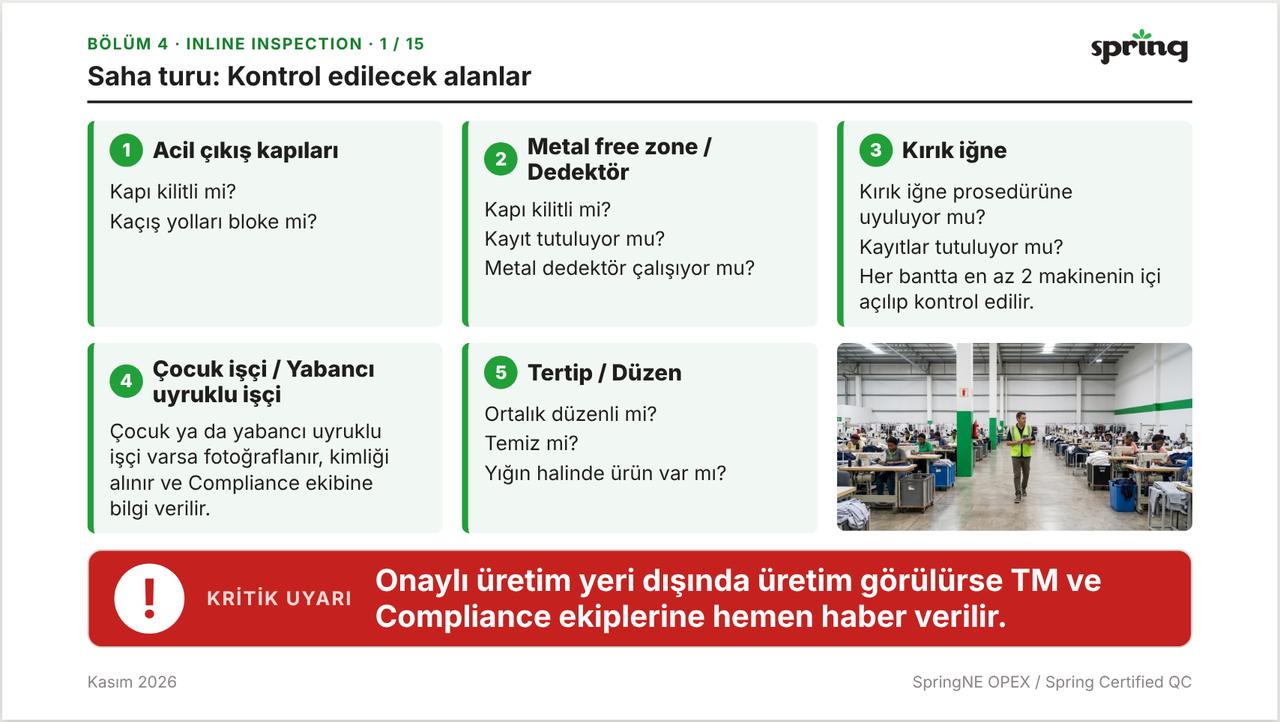 BÖLÜM 4 · INLINE INSPECTION · 1 / 15
spring
Saha turu: Kontrol edilecek alanlar
1 Acil çıkış kapıları
Kapı kilitli mi?
Kaçış yolları bloke mi?
2 Metal free zone /
Dedektör
Kapı kilitli mi?
Kayıt tutuluyor mu?
Metal dedektör çalışıyor mu?
3 Kırık iğne
Kırık iğne prosedürüne
uyuluyor mu?
Kayıtlar tutuluyor mu?
Her bantta en az 2 makinenin içi
açılıp kontrol edilir.
4 Çocuk işçi / Yabancı
uyruklu işçi
Çocuk ya da yabancı uyruklu
işçi varsa fotoğraflanır, kimliği
alınır ve Compliance ekibine
bilgi verilir.
5 Tertip / Düzen
Ortalık düzenli mi?
Temiz mi?
Yığın halinde ürün var mı?
! KRİTİK UYARI
Onaylı üretim yeri dışında üretim görülürse TM ve
Compliance ekiplerine hemen haber verilir.
Kasım 2026
SpringNE OPEX / Spring Certified QC